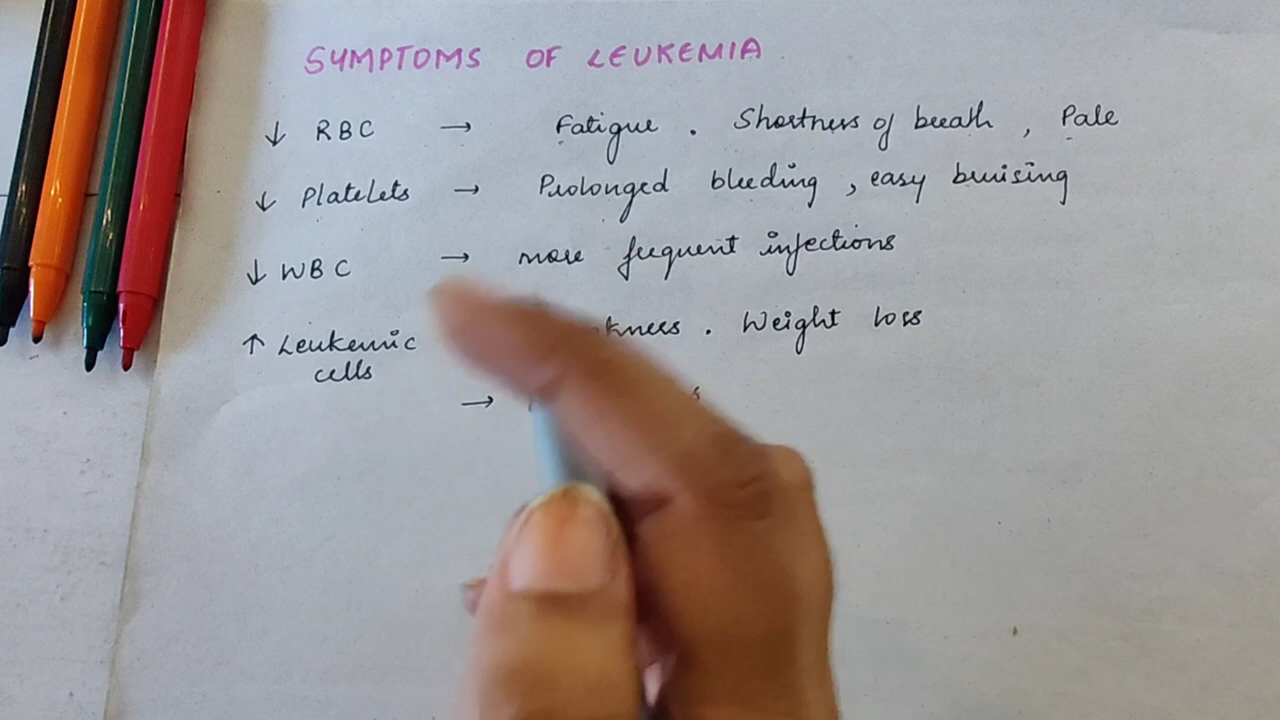 SYMPTOMS OF LEUKEMIA
↓ RBC → Fatigue . Shortness of breath , Pale
↓ Platelets → Prolonged bleeding , easy bruising
↓ WBC → more frequent infections
↑ Leukemic . Weight loss
cells
→